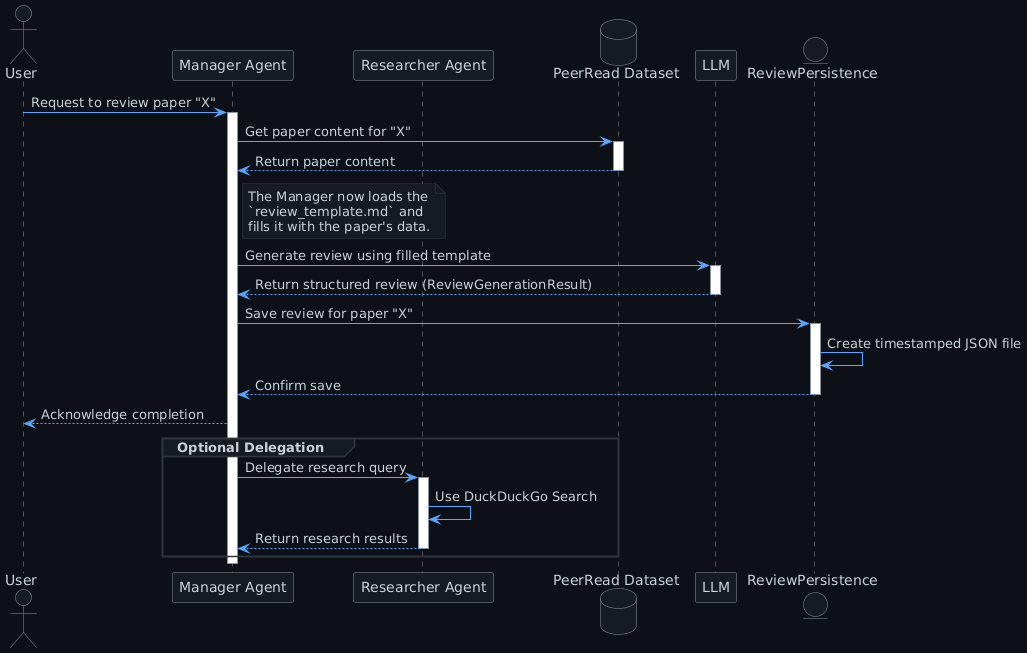 User
Manager Agent
Researcher Agent
PeerRead Dataset
LLM
ReviewPersistence
Request to review paper "X"
Get paper content for "X"
Return paper content
The Manager now loads the
`review_template.md` and
fills it with the paper's data.
Generate review using filled template
Return structured review (ReviewGenerationResult)
Save review for paper "X"
Create timestamped JSON file
Confirm save
Acknowledge completion
Optional Delegation
Delegate research query
Use DuckDuckGo Search
Return research results
User
Manager Agent
Researcher Agent
PeerRead Dataset
LLM
ReviewPersistence